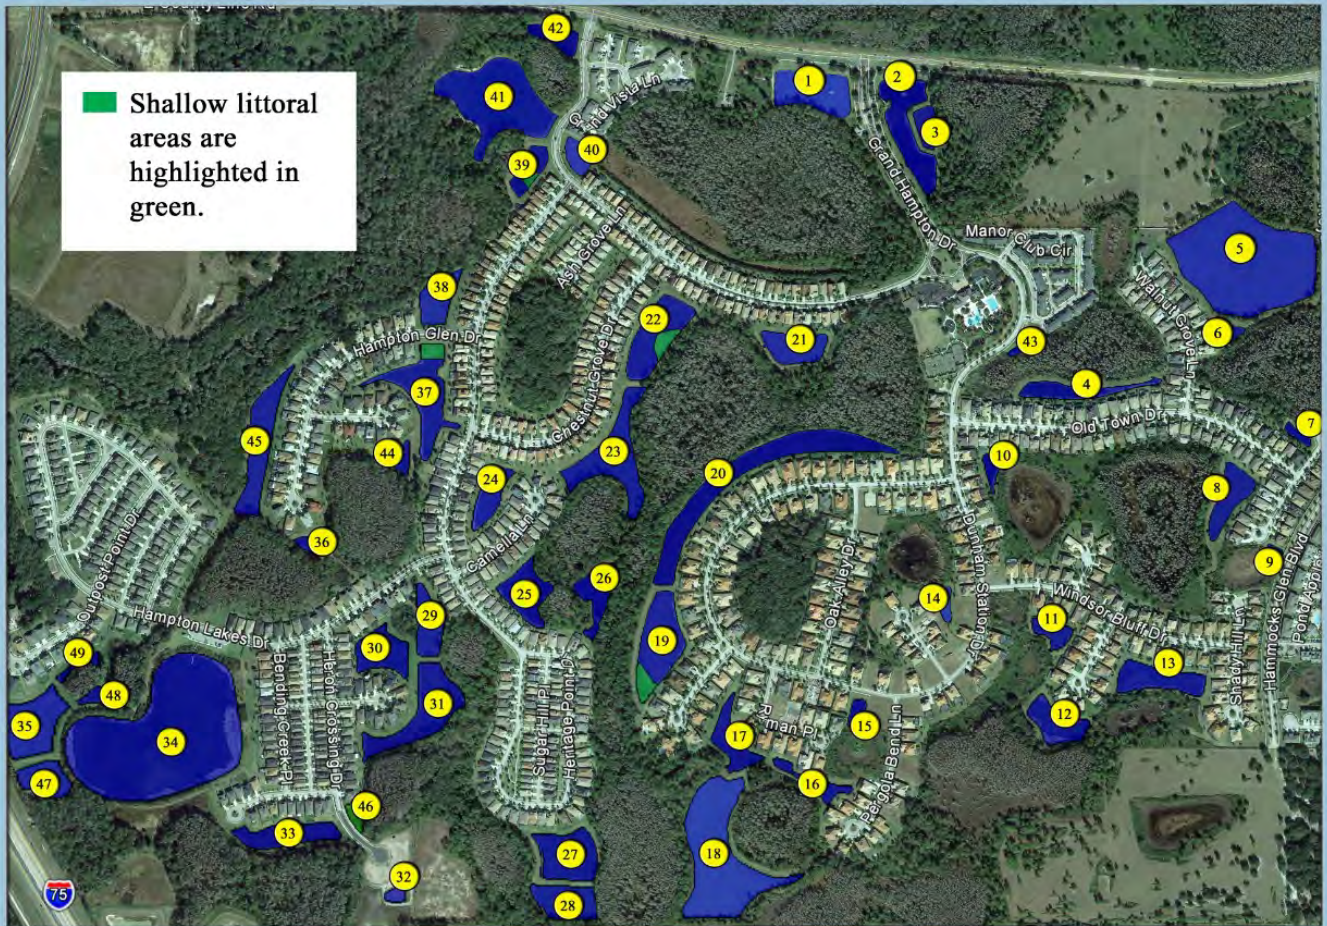 E County Line Rd
42
Shallow littoral
areas are
highlighted in
green.
41
1
2
3
Grand Vista Ln
40
39
Grand Hampton Dr
Ash Grove Ln
Manor Club Cir
5
Walnut Grove Ln
38
22
21
43
6
Hampton Glen Dr
Chestnut Grove Dr
37
4
Old Town Dr
7
45
44
23
20
10
8
24
Outpost Point Dr
Camellia Ln
36
Dunham Station Dr
9
Hammocks Glen Blvd
Oak Alley Dr
25
26
14
Windsor Bluff Dr
Hampton Lakes Dr
29
11
30
19
13
Shady Hill Ln
49
48
Bending Creek Pl
Heron Crossing Dr
31
Sugar Hill Pl
Heritage Point Dr
12
35
34
17
Ryman Pl
15
Pergola Bend Ln
47
16
46
33
27
18
32
75
28